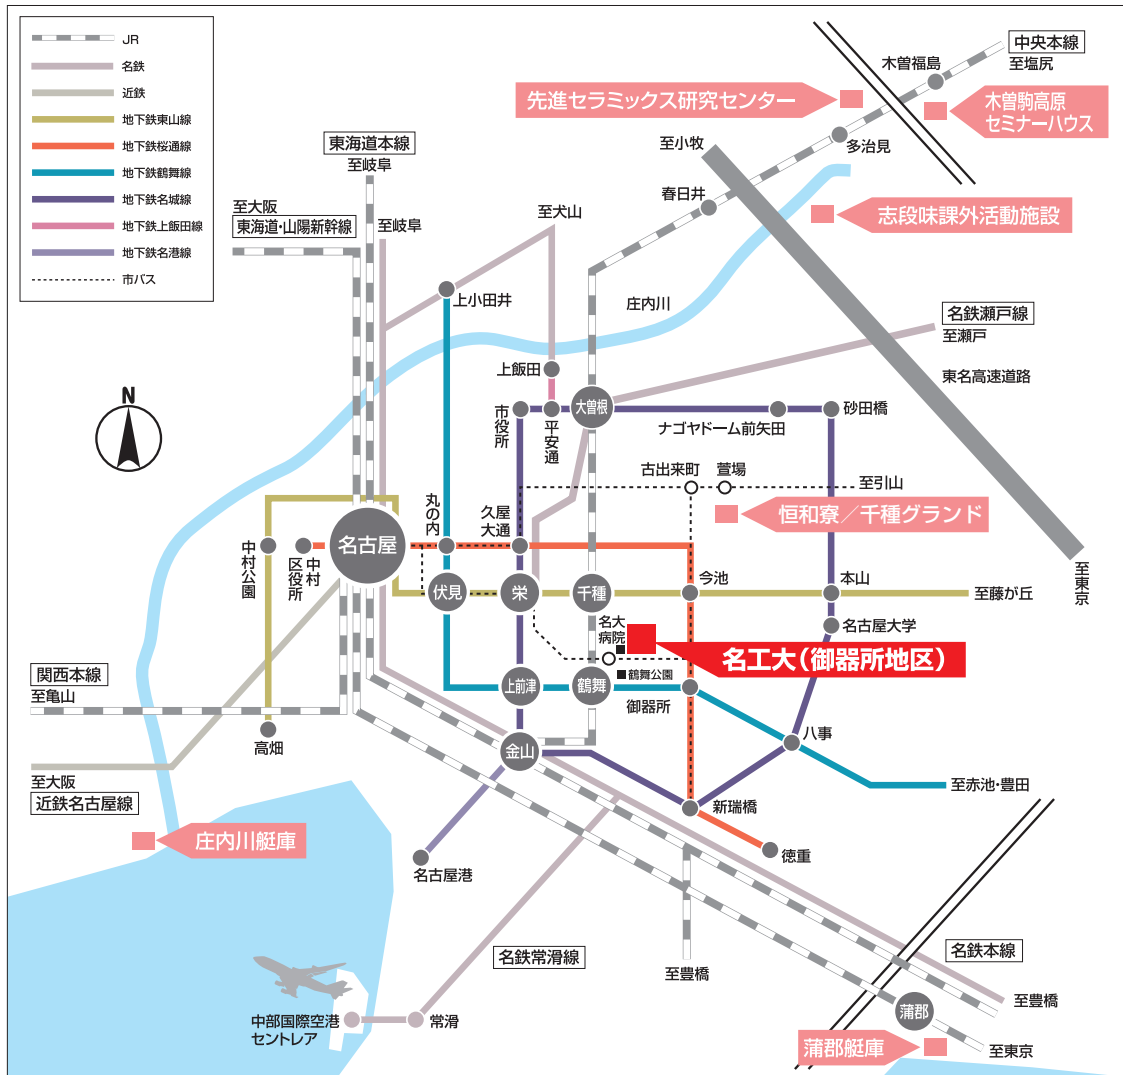 JR
名鉄
近鉄
地下鉄東山線
地下鉄桜通線
地下鉄鶴舞線
地下鉄名城線
地下鉄上飯田線
地下鉄名港線
市バス
中央本線
至塩尻
木曽福島
先進セラミックス研究センター
木曽駒高原
セミナーハウス
多治見
至小牧
春日井
志段味課外活動施設
東海道本線
至岐阜
至大阪
東海道・山陽新幹線
至岐阜
至犬山
上小田井
庄内川
名鉄瀬戸線
至瀬戸
東名高速道路
上飯田
N
市役所
平安通
大曽根
ナゴヤドーム前矢田
砂田橋
古出来町
萱場
至引山
丸の内
久屋
大通
恒和寮／千種グランド
中村公園
中村
区役所
名古屋
伏見
栄
千種
今池
本山
至藤が丘
至東京
名大
病院
名古屋大学
名工大（御器所地区）
鶴舞公園
関西本線
至亀山
上前津
鶴舞
御器所
高畑
金山
八事
至大阪
近鉄名古屋線
至赤池・豊田
新瑞橋
庄内川艇庫
名古屋港
徳重
名鉄常滑線
至豊橋
名鉄本線
至豊橋
中部国際空港
セントレア
常滑
蒲郡
蒲郡艇庫
至東京